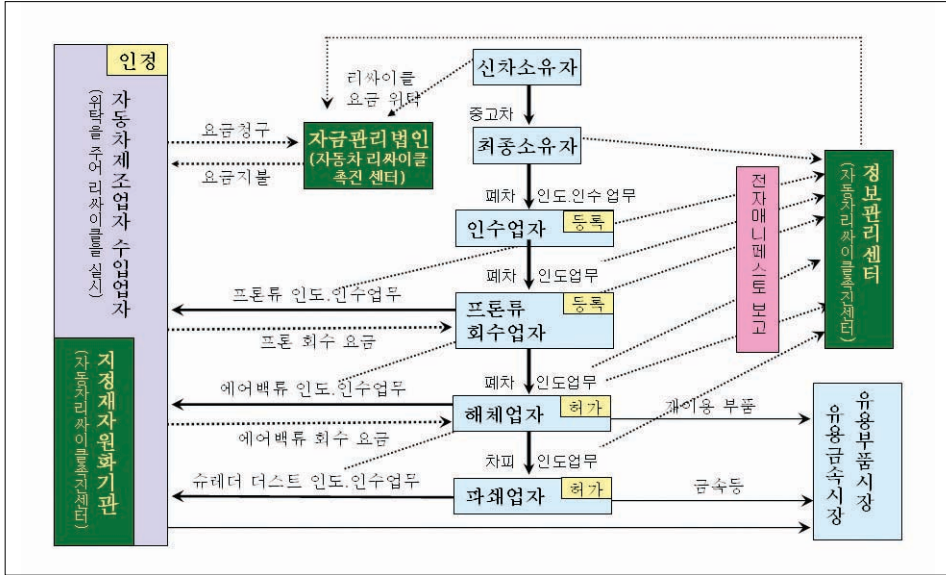 인정
자동차제조업자 수입업자
(위탁을 주어 리싸이클을 실시)
지정재자원화기관
(자동차리싸이클촉진센터)
리싸이클
요금 위탁
요금청구
요금지불
자금관리법인
(자동차 리싸이클
촉진 센터)
신차소유자
중고차
최종소유자
폐차
인도.인수업무
인수업자
등록
폐차
인도업무
프론류 인도.인수업무
프론류
회수업자
등록
프론 회수 요금
폐차
인도업무
에어백류 인도.인수업무
해체업자
허가
재이용 부품
에어백류 회수 요금
차피
인도업무
슈레더 더스트 인도.인수업무
파쇄업자
허가
금속등
전자매니페스토 보고
정보관리센터
(자동차리싸이클촉진센터)
유용부품시장
유용금속시장